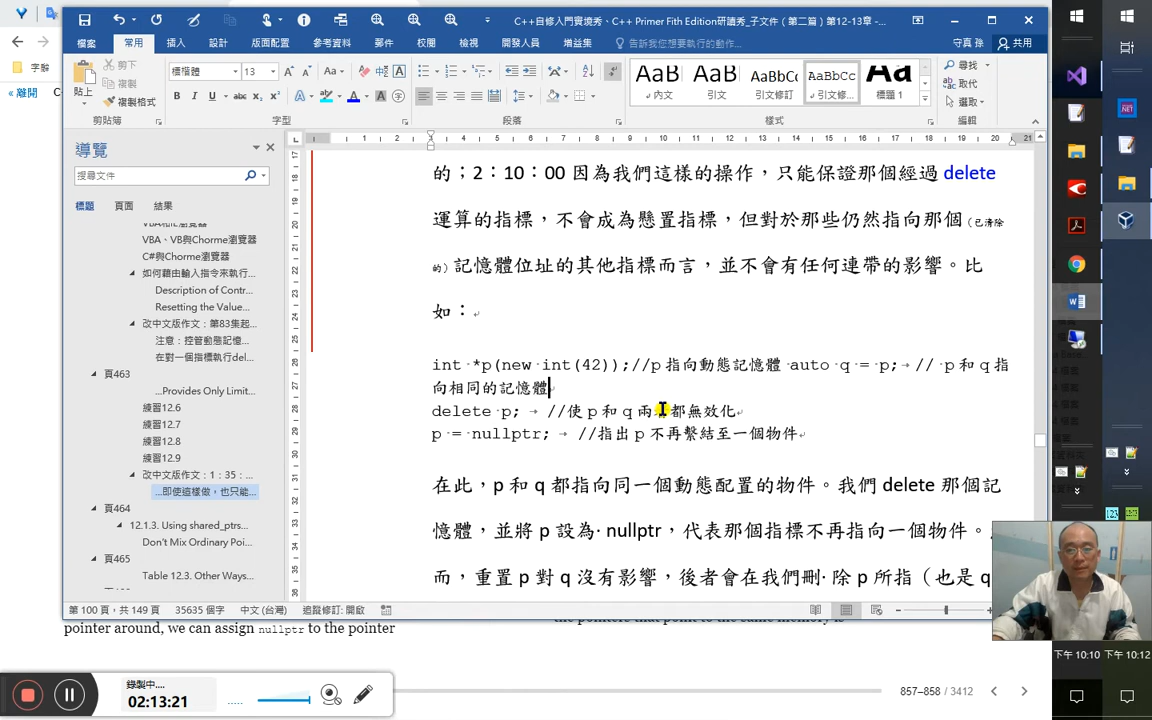 C++自修入門實境秀、C++ Primer Fith Edition研讀秀_子文件（第二篇）12-13章 - ...
檔案 常用 插入 設計 版面配置 參考資料 郵件 校閱 檢視 開發人員 增益集 告訴我您想要執行的動作... 守真 孫 共用
貼上 剪下 複製 複製格式 剪貼簿
標楷體 13 字型
段落
AaBbC 內文
AaBbC 引文
AaBbCc 引文修訂
AaBbCc 引文修...
AaBb 標題 1
樣式
尋找 取代 選取 編輯
字齡
« 離開
導覽
搜尋文件
標題 頁面 結果
VBA、VB與Chorme瀏覽器
C#與Chorme瀏覽器
如何藉由輸入指令來執行...
Description of Contr...
Resetting the Value...
改中文版作文：第83集起...
注意：控管動態記憶...
在對一個指標執行del...
頁463
...Provides Only Limit...
練習12.6
練習12.7
練習12.8
練習12.9
改中文版作文：1：35：...
...即使這樣做，也只能...
頁464
12.1.3. Using shared_ptrs...
Don't Mix Ordinary Poi...
頁465
Table 12.3. Other Ways...
的；2：10：00 因為我們這樣的操作，只能保證那個經過 delete
運算的指標，不會成為懸置指標，但對於那些仍然指向那個（已清除
的）記憶體位址的其他指標而言，並不會有任何連帶的影響。比
如：
int *p(new int(42));//p 指向動態記憶體 auto q = p;→// p 和 q 指
向相同的記憶體
delete p; → //使 p 和 q 兩者都無效化
p = nullptr; → //指出 p 不再繫結至一個物件
在此，p 和 q 都指向同一個動態配置的物件。我們 delete 那個記
憶體，並將 p 設為 nullptr，代表那個指標不再指向一個物件。
而，重置 p 對 q 沒有影響，後者會在我們刪 除 p 所指（也是 q
第 100 頁，共 149 頁 35635 個字 中文 (台灣) 追蹤修訂: 開啟
pointer around, we can assign nullptr to the pointer
the pointers that point to the same memory is
錄製中....
02:13:21
857–858 / 3412
下午 10:10 下午 10:12